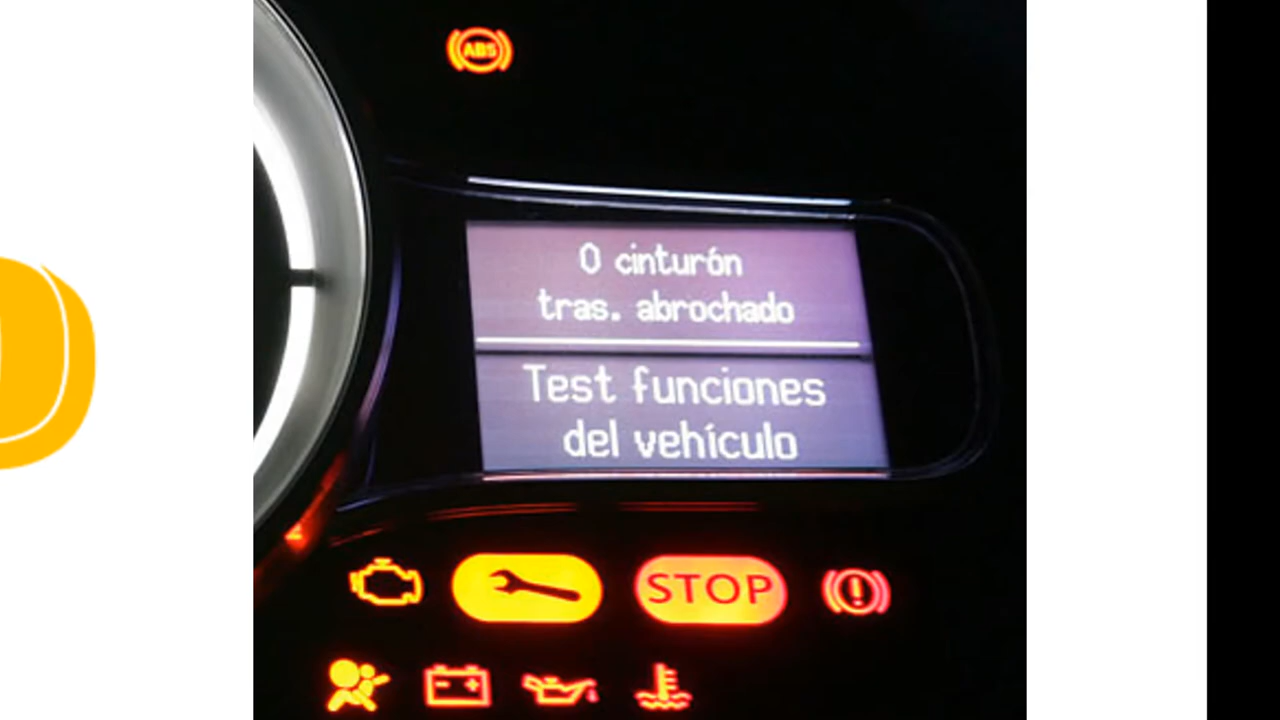 ABS
0 cinturón
tras. abrochado
Test funciones
del vehículo
STOP